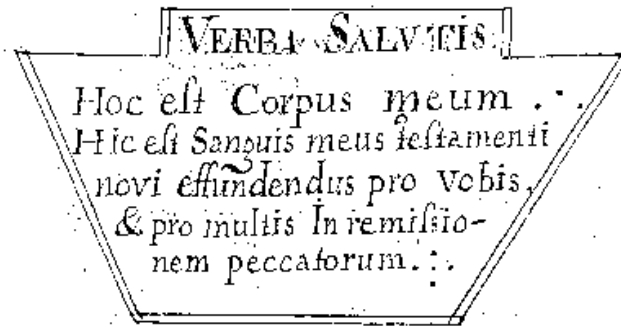 VERBA SALVTIS.
Hoc eſt Corpus meum .·.
Hic eſt Sanguis meus teſtamenti
novi effundendus pro vobis,
& pro multis In remiſsio-
nem peccatorum.:.